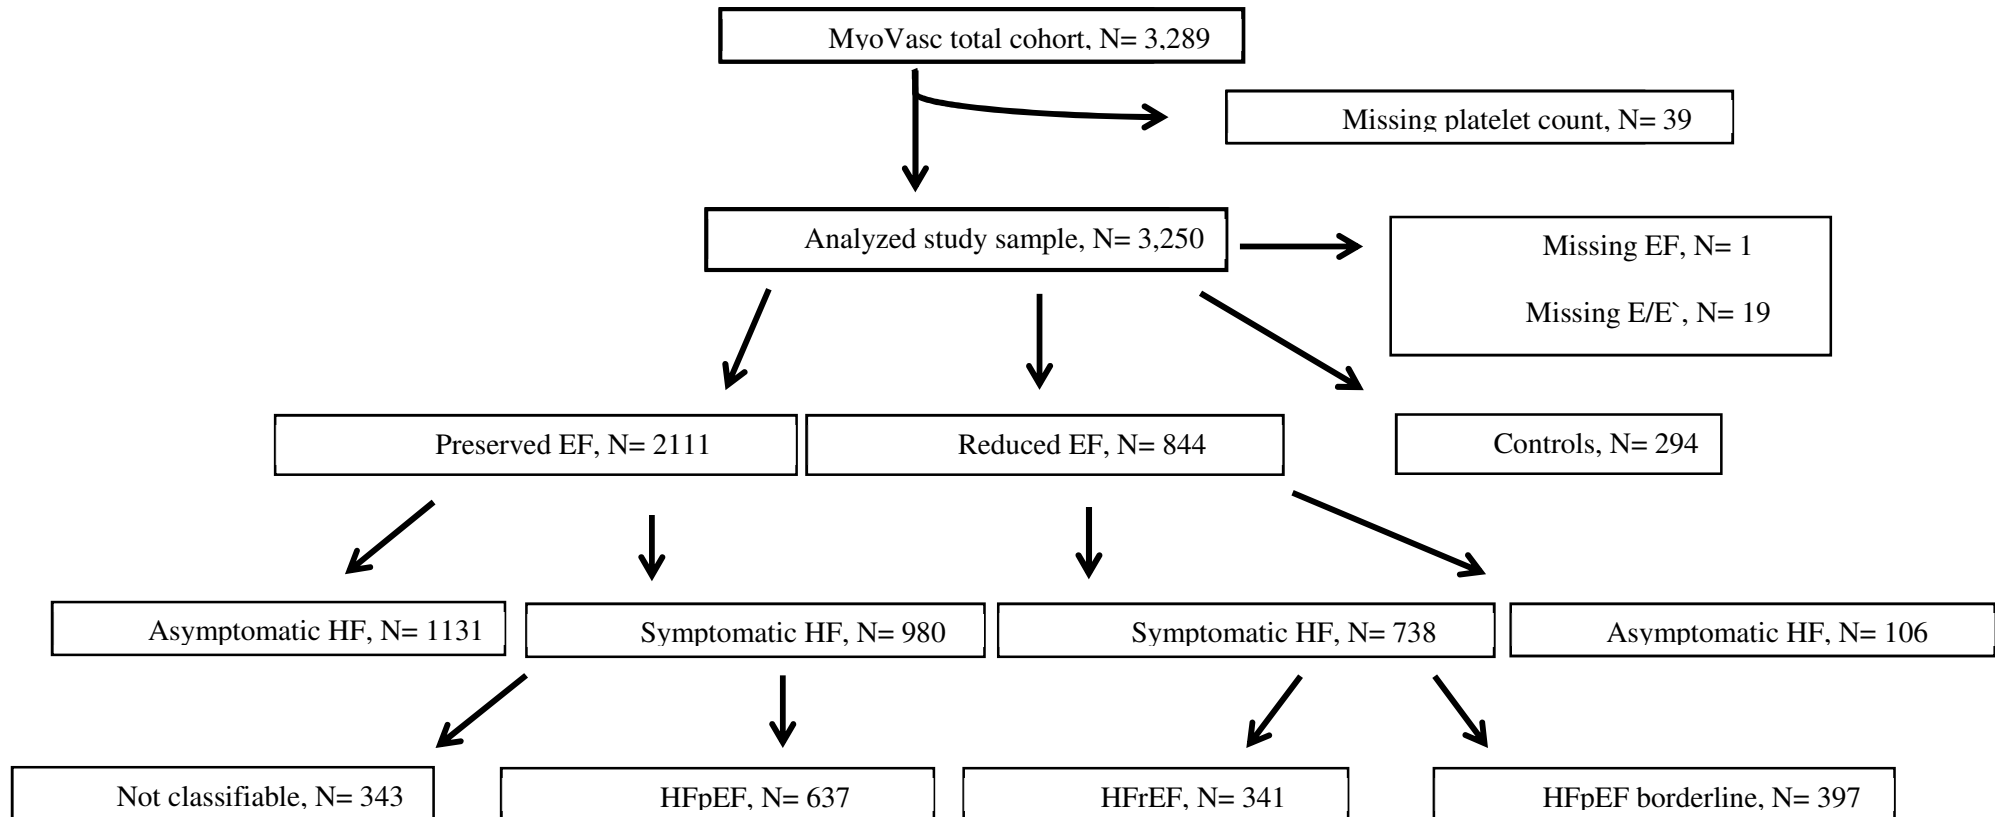 MyoVasc total cohort, N= 3,289
Missing platelet count, N= 39
Analyzed study sample, N= 3,250
Missing EF, N= 1
Missing E/E`, N= 19
Preserved EF, N= 2111
Reduced EF, N= 844
Controls, N= 294
Asymptomatic HF, N= 1131
Symptomatic HF, N= 980
Symptomatic HF, N= 738
Asymptomatic HF, N= 106
Not classifiable, N= 343
HFpEF, N= 637
HFrEF, N= 341
HFpEF borderline, N= 397